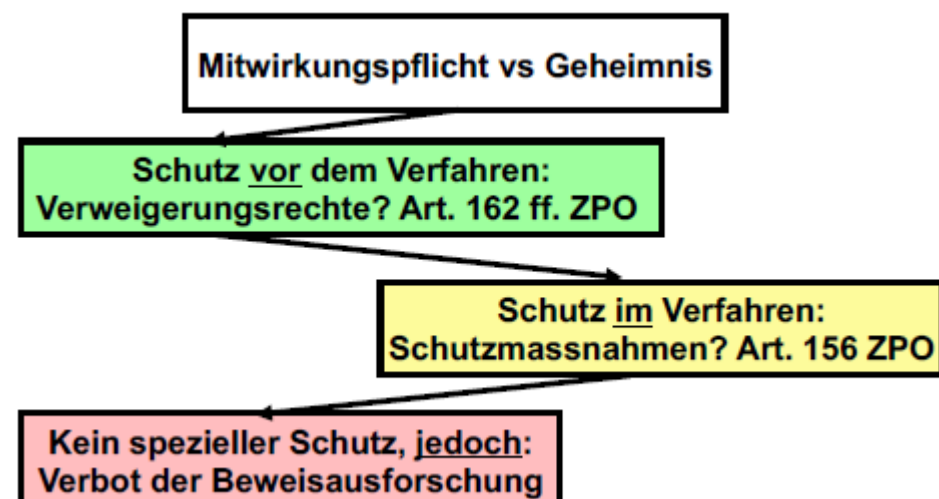 Mitwirkungspflicht vs Geheimnis
Schutz vor dem Verfahren:
Verweigerungsrechte? Art. 162 ff. ZPO
Schutz im Verfahren:
Schutzmassnahmen? Art. 156 ZPO
Kein spezieller Schutz, jedoch:
Verbot der Beweisausforschung